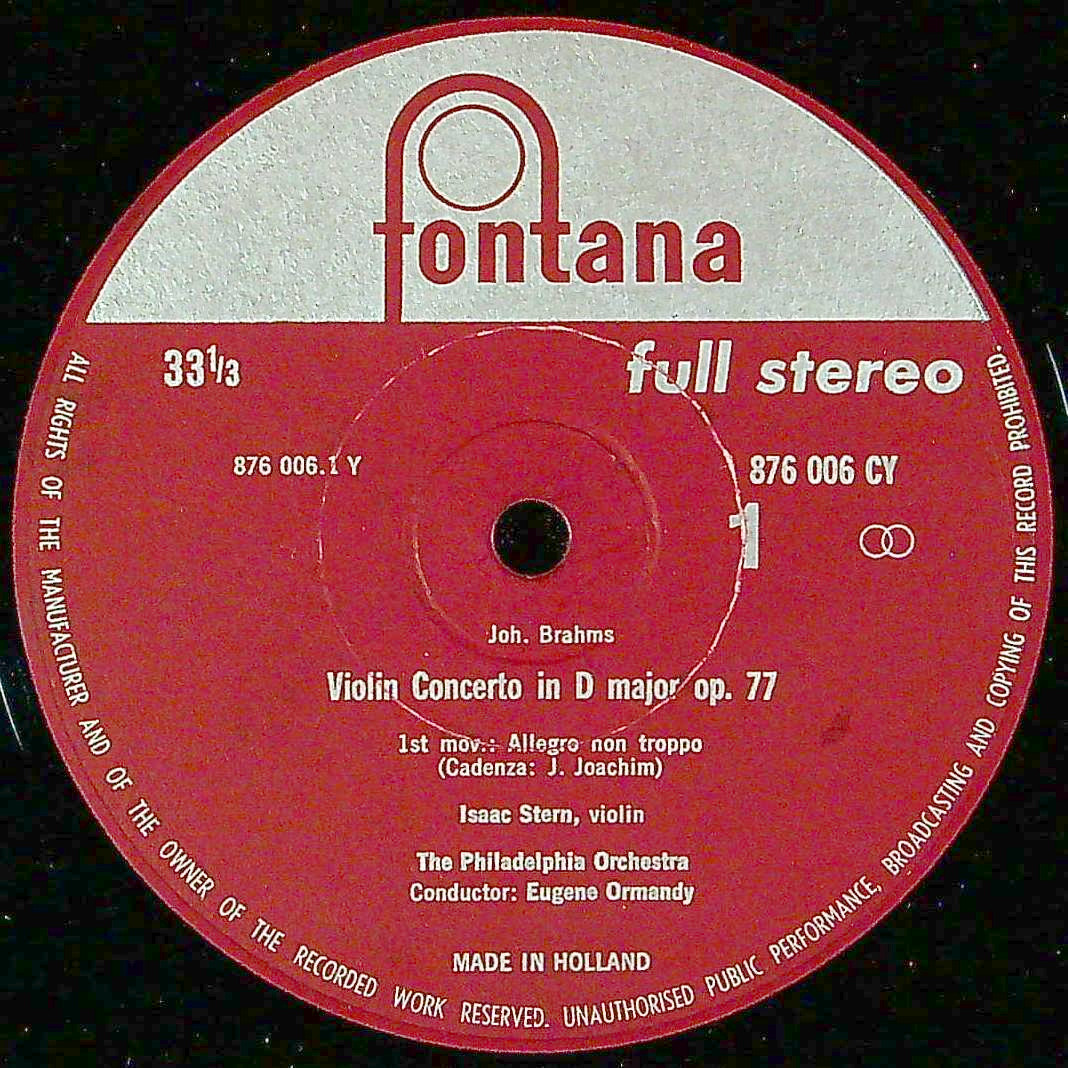 fontana
33 1/3
full stereo
876 006.1 Y
876 006 CY
1
Joh. Brahms
Violin Concerto in D major op. 77
1st mov.: Allegro non troppo
(Cadenza: J. Joachim)
Isaac Stern, violin
The Philadelphia Orchestra
Conductor: Eugene Ormandy
MADE IN HOLLAND
ALL RIGHTS OF THE MANUFACTURER AND OF THE OWNER OF THE RECORDED WORK RESERVED. UNAUTHORISED PUBLIC PERFORMANCE, BROADCASTING AND COPYING OF THIS RECORD PROHIBITED.